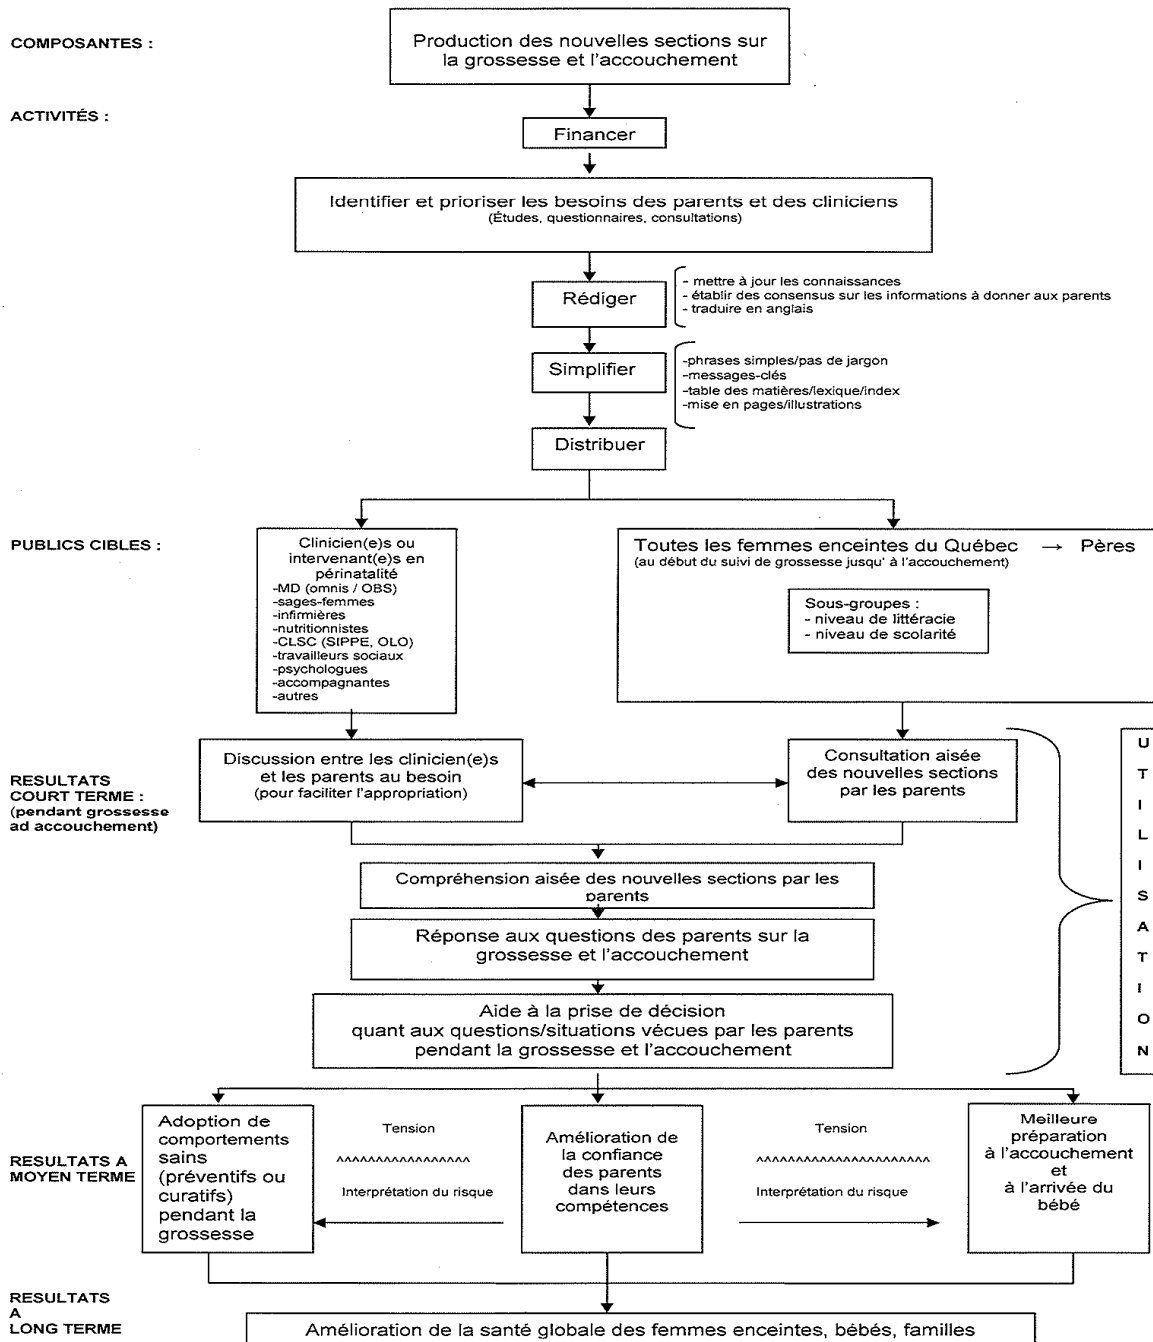 COMPOSANTES :
Production des nouvelles sections sur
la grossesse et l'accouchement
ACTIVITÉS :
Financer
Identifier et prioriser les besoins des parents et des cliniciens
(Études, questionnaires, consultations)
Rédiger
- mettre à jour les connaissances
- établir des consensus sur les informations à donner aux parents
- traduire en anglais
Simplifier
-phrases simples/pas de jargon
-messages-clés
-table des matières/lexique/index
-mise en pages/illustrations
Distribuer
PUBLICS CIBLES :
Clinicien(e)s ou
intervenant(e)s en
périnatalité
-MD (omnis / OBS)
-sages-femmes
-infirmières
-nutritionnistes
-CLSC (SIPPE, OLO)
-travailleurs sociaux
-psychologues
-accompagnantes
-autres
Toutes les femmes enceintes du Québec → Pères
(au début du suivi de grossesse jusqu' à l'accouchement)
Sous-groupes :
- niveau de littéracie
- niveau de scolarité
RESULTATS
COURT TERME :
(pendant grossesse
ad accouchement)
Discussion entre les clinicien(e)s
et les parents au besoin
(pour faciliter l'appropriation)
Consultation aisée
des nouvelles sections
par les parents
UTILISATION
Compréhension aisée des nouvelles sections par les
parents
Réponse aux questions des parents sur la
grossesse et l'accouchement
Aide à la prise de décision
quant aux questions/situations vécues par les parents
pendant la grossesse et l'accouchement
RESULTATS A
MOYEN TERME
Adoption de
comportements
sains
(préventifs ou
curatifs)
pendant la
grossesse
Tension
^^^^^^^^^^^^^^^^^
Interprétation du risque
Amélioration de
la confiance
des parents
dans leurs
compétences
Tension
^^^^^^^^^^^^^^^^^^^^^^
Interprétation du risque
Meilleure
préparation
à l'accouchement
et
à l'arrivée du
bébé
RESULTATS
A
LONG TERME
Amélioration de la santé globale des femmes enceintes, bébés, familles